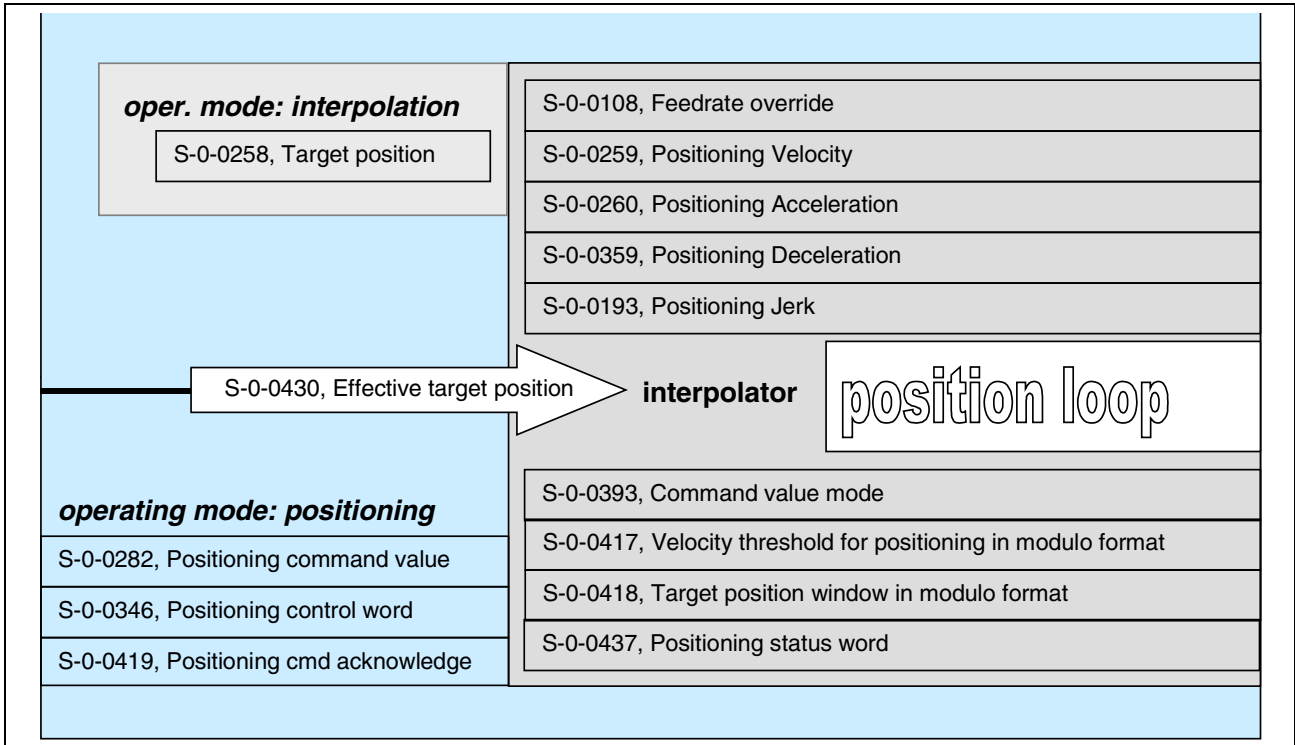 oper. mode: interpolation
S-0-0258, Target position
S-0-0108, Feedrate override
S-0-0259, Positioning Velocity
S-0-0260, Positioning Acceleration
S-0-0359, Positioning Deceleration
S-0-0193, Positioning Jerk
S-0-0430, Effective target position
interpolator
position loop
operating mode: positioning
S-0-0282, Positioning command value
S-0-0346, Positioning control word
S-0-0419, Positioning cmd acknowledge
S-0-0393, Command value mode
S-0-0417, Velocity threshold for positioning in modulo format
S-0-0418, Target position window in modulo format
S-0-0437, Positioning status word